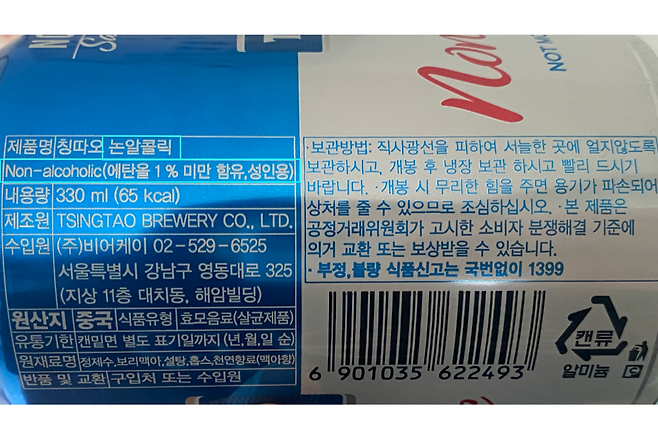 제품명 칭따오 논알콜릭
Non-alcoholic(에탄올 1% 미만 함유,성인용)
내용량 330 ml (65 kcal)
제조원 TSINGTAO BREWERY CO., LTD.
수입원 (주)비어케이 02-529-6525
서울특별시 강남구 영동대로 325
(지상 11층 대치동, 해암빌딩)
원산지 중국 식품유형 효모음료(살균제품)
유통기한 캔밑면 별도 표기일까지 (년,월,일 순)
원재료명 정제수,보리맥아,설탕,홉스,천연향료(맥아향)
반품 및 교환 구입처 또는 수입원
Non
NOT M
·보관방법: 직사광선을 피하여 서늘한 곳에 얼지않도록
보관하시고, 개봉 후 냉장 보관 하시고 빨리 드시기
바랍니다. ·개봉 시 무리한 힘을 주면 용기가 파손되어
상처를 줄 수 있으므로 조심하십시오. ·본 제품은
공정거래위원회가 고시한 소비자 분쟁해결 기준에
의거 교환 또는 보상받을 수 있습니다.
·부정,불량 식품신고는 국번없이 1399
6 901035 622493
캔류
알미늄